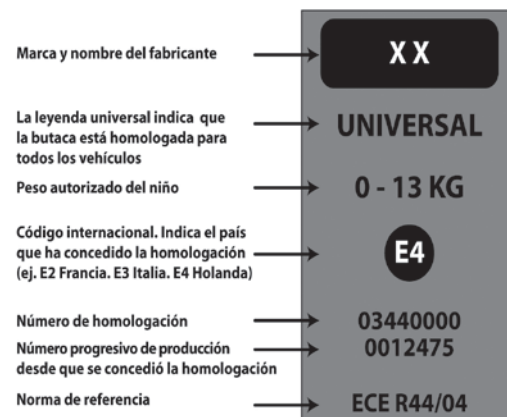 Marca y nombre del fabricante
X X
La leyenda universal indica que
la butaca está homologada para
todos los vehículos
UNIVERSAL
Peso autorizado del niño
0 - 13 KG
Código internacional. Indica el país
que ha concedido la homologación
(ej. E2 Francia. E3 Italia. E4 Holanda)
E4
Número de homologación
03440000
Número progresivo de producción
desde que se concedió la homologación
0012475
Norma de referencia
ECE R44/04